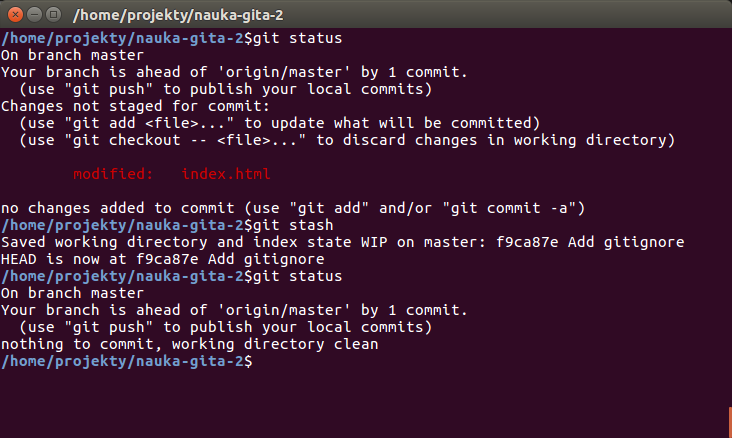 /home/projekty/nauka-gita-2
/home/projekty/nauka-gita-2$git status
On branch master
Your branch is ahead of 'origin/master' by 1 commit.
  (use "git push" to publish your local commits)
Changes not staged for commit:
  (use "git add <file>..." to update what will be committed)
  (use "git checkout -- <file>..." to discard changes in working directory)
        modified:   index.html
no changes added to commit (use "git add" and/or "git commit -a")
/home/projekty/nauka-gita-2$git stash
Saved working directory and index state WIP on master: f9ca87e Add gitignore
HEAD is now at f9ca87e Add gitignore
/home/projekty/nauka-gita-2$git status
On branch master
Your branch is ahead of 'origin/master' by 1 commit.
  (use "git push" to publish your local commits)
nothing to commit, working directory clean
/home/projekty/nauka-gita-2$